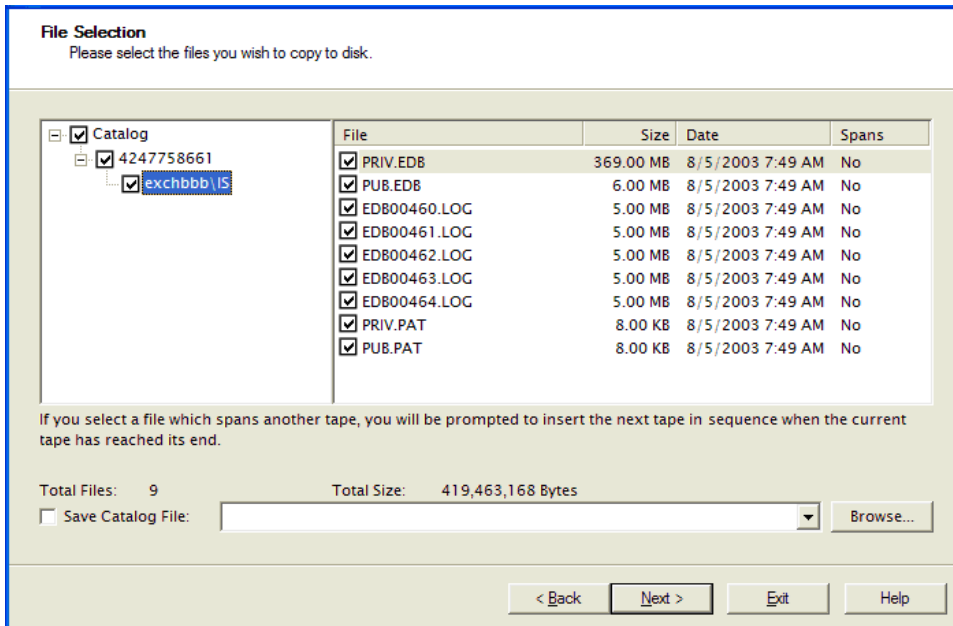 File Selection
Please select the files you wish to copy to disk.
Catalog
4247758661
exchbbb\IS
File Size Date Spans
PRIV.EDB 369.00 MB 8/5/2003 7:49 AM No
PUB.EDB 6.00 MB 8/5/2003 7:49 AM No
EDB00460.LOG 5.00 MB 8/5/2003 7:49 AM No
EDB00461.LOG 5.00 MB 8/5/2003 7:49 AM No
EDB00462.LOG 5.00 MB 8/5/2003 7:49 AM No
EDB00463.LOG 5.00 MB 8/5/2003 7:49 AM No
EDB00464.LOG 5.00 MB 8/5/2003 7:49 AM No
PRIV.PAT 8.00 KB 8/5/2003 7:49 AM No
PUB.PAT 8.00 KB 8/5/2003 7:49 AM No
If you select a file which spans another tape, you will be prompted to insert the next tape in sequence when the current
tape has reached its end.
Total Files: 9 Total Size: 419,463,168 Bytes
Save Catalog File: Browse...
< Back Next > Exit Help